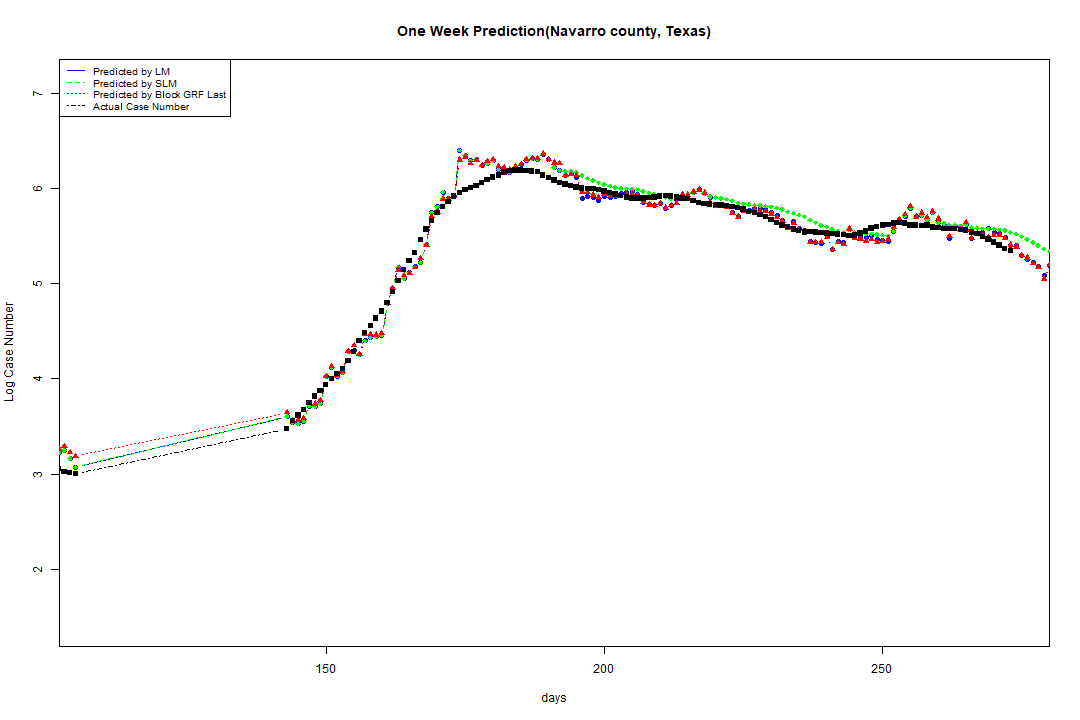 One Week Prediction(Navarro county, Texas)
Predicted by LM
Predicted by SLM
Predicted by Block GRF Last
Actual Case Number
7
6
5
4
3
2
Log Case Number
150
200
250
days